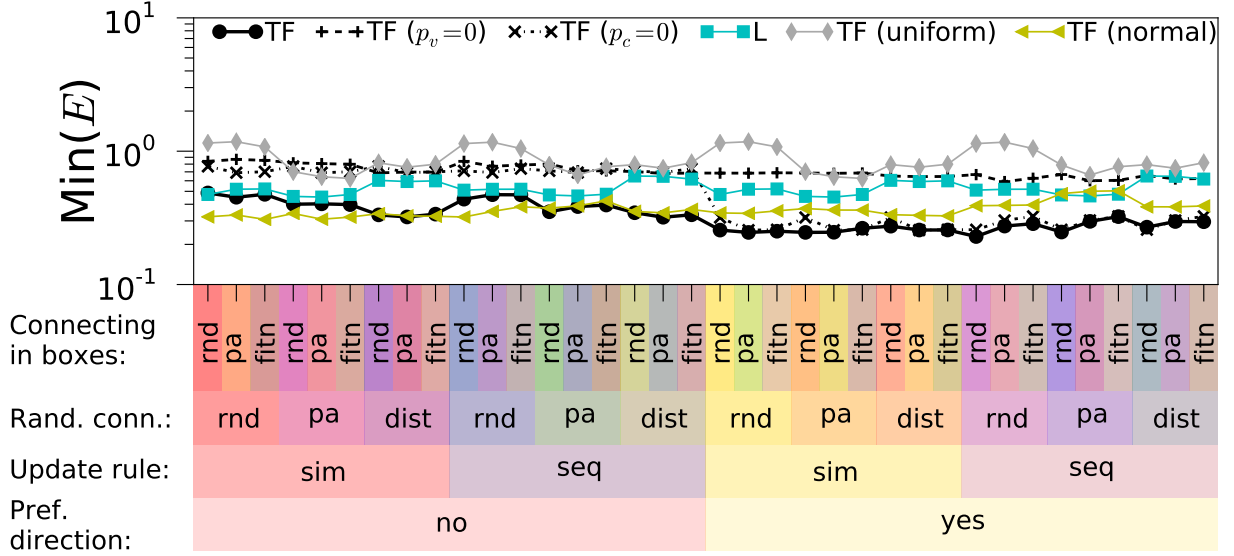 10^1
TF TF (p_v=0) TF (p_c=0) L TF (uniform) TF (normal)
10^0
Min(E)
10^-1
Connecting
in boxes:
rnd pa fitn rnd pa fitn rnd pa fitn rnd pa fitn rnd pa fitn rnd pa fitn rnd pa fitn rnd pa fitn rnd pa fitn rnd pa fitn rnd pa fitn rnd pa fitn
Rand. conn.: rnd pa dist rnd pa dist rnd pa dist rnd pa dist
Update rule: sim seq sim seq
Pref.
direction: no yes